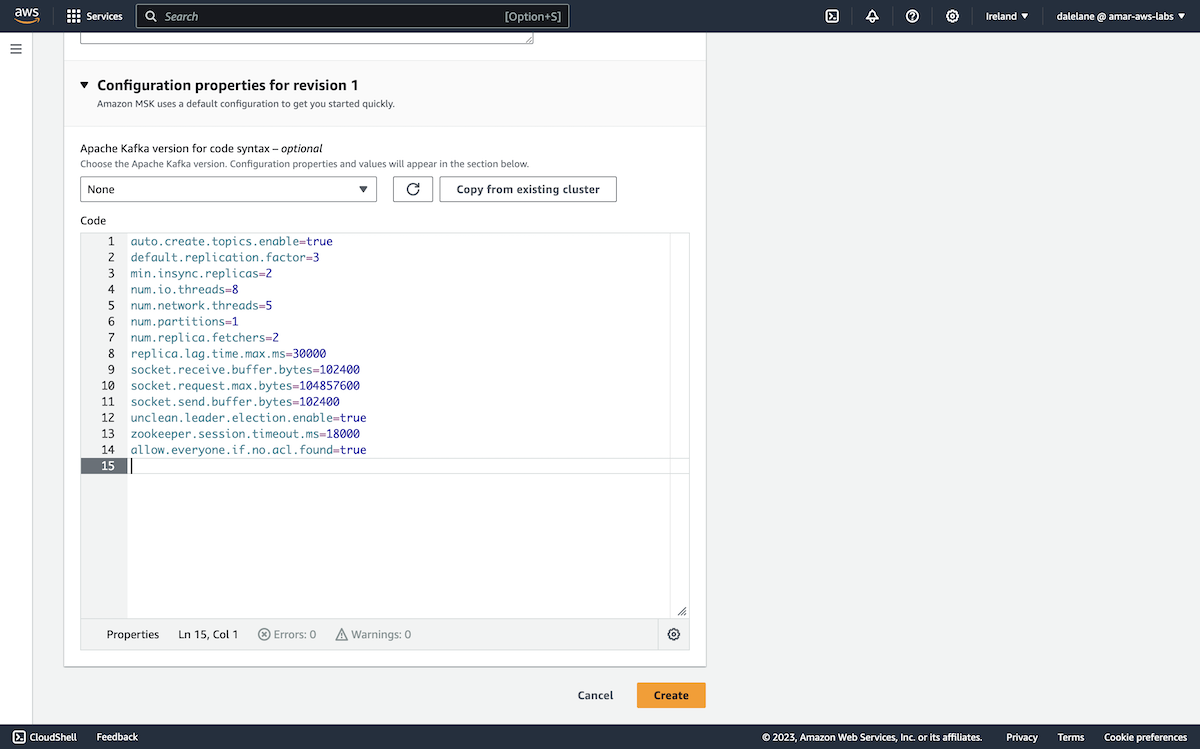 aws
Services
Search
[Option+S]
Ireland
dalelane @ amar-aws-labs
Configuration properties for revision 1
Amazon MSK uses a default configuration to get you started quickly.
Apache Kafka version for code syntax – optional
Choose the Apache Kafka version. Configuration properties and values will appear in the section below.
None
Copy from existing cluster
Code
1 auto.create.topics.enable=true
2 default.replication.factor=3
3 min.insync.replicas=2
4 num.io.threads=8
5 num.network.threads=5
6 num.partitions=1
7 num.replica.fetchers=2
8 replica.lag.time.max.ms=30000
9 socket.receive.buffer.bytes=102400
10 socket.request.max.bytes=104857600
11 socket.send.buffer.bytes=102400
12 unclean.leader.election.enable=true
13 zookeeper.session.timeout.ms=18000
14 allow.everyone.if.no.acl.found=true
15
Properties Ln 15, Col 1 Errors: 0 Warnings: 0
Cancel Create
CloudShell Feedback © 2023, Amazon Web Services, Inc. or its affiliates. Privacy Terms Cookie preferences